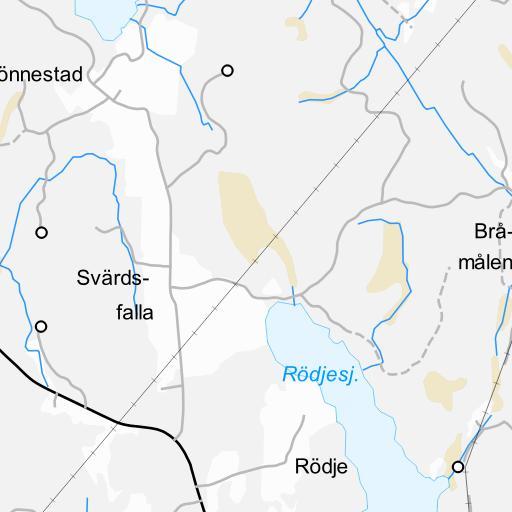 önnestad
Brå-
målen
Svärds-
falla
Rödjesj.
Rödje